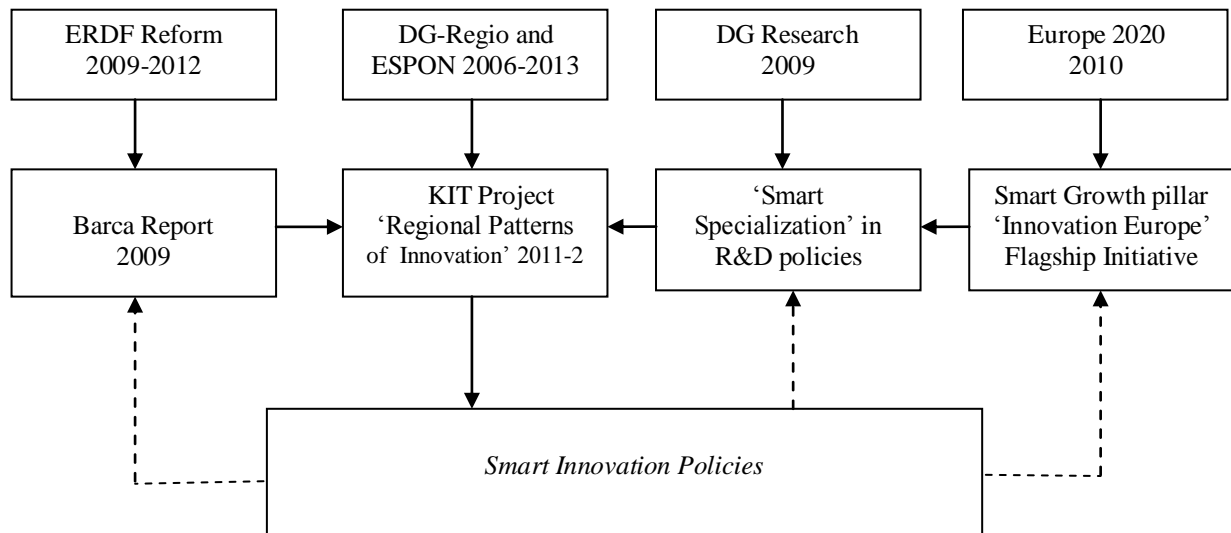 ERDF Reform
2009-2012
DG-Regio and
ESPON 2006-2013
DG Research
2009
Europe 2020
2010
Barca Report
2009
KIT Project
‘Regional Patterns
of Innovation’ 2011-2
‘Smart
Specialization’ in
R&D policies
Smart Growth pillar
‘Innovation Europe’
Flagship Initiative
Smart Innovation Policies